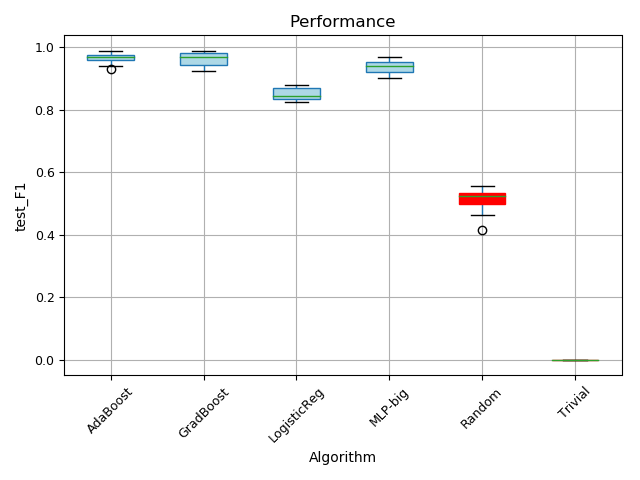 Performance
test_F1
1.0
0.8
0.6
0.4
0.2
0.0
AdaBoost
GradBoost
LogisticReg
MLP-big
Random
Trivial
Algorithm